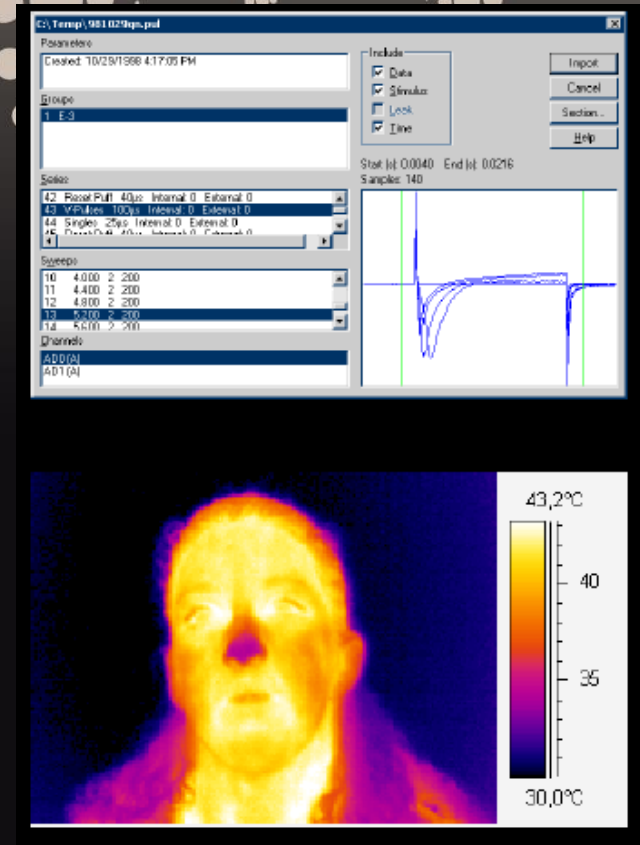 C:\Temp\981029qn.pul
Parameters
Created: 10/29/1998 4:17:05 PM
Groups
1 E-3
Series
42 Reset Puff 40µs Internal: 0 External: 0
43 V-Pulses 100µs Internal: 0 External: 0
44 Singles 25µs Internal: 0 External: 0
Sweeps
10 4.000 2 200
11 4.400 2 200
12 4.800 2 200
13 5.200 2 200
14 5.600 2 200
Channels
AD0(A)
AD1(A)
Include
Data
Stimulus
Leak
Time
Import
Cancel
Section...
Help
Start (s): 0.0040 End (s): 0.0216
Samples: 140
43,2°C
40
35
30,0°C